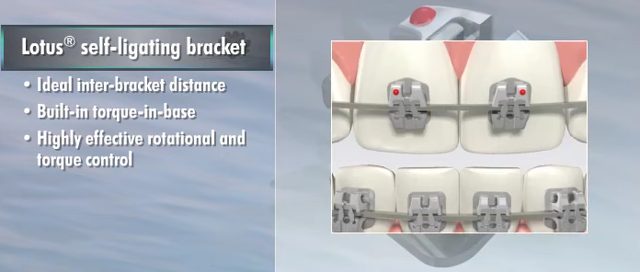 Lotus® self-ligating bracket
• Ideal inter-bracket distance
• Built-in torque-in-base
• Highly effective rotational and
torque control